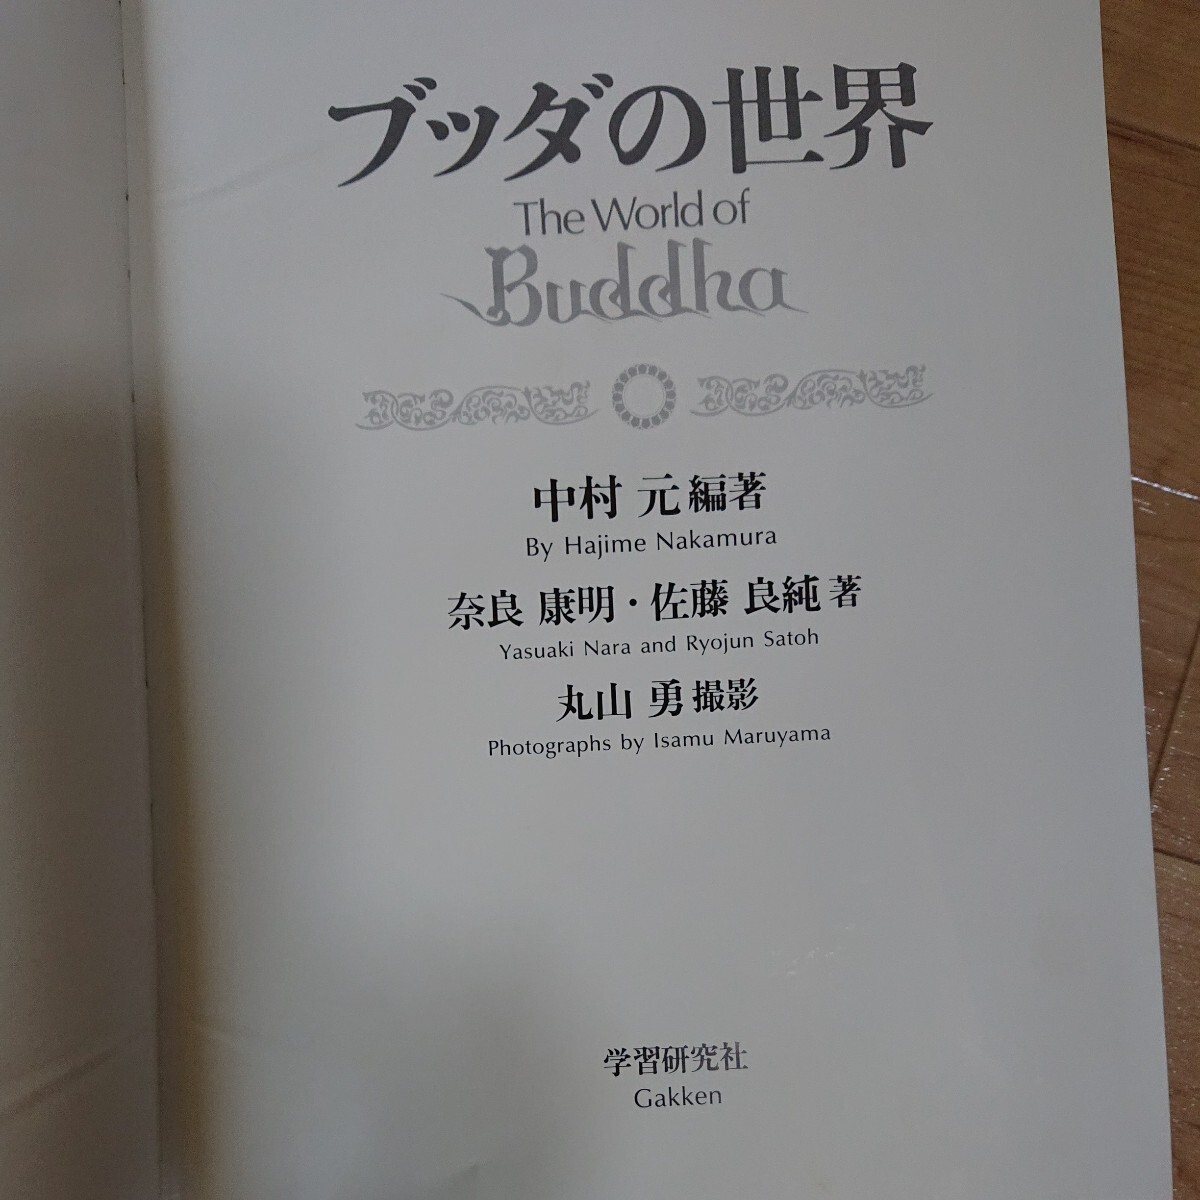 ブッダの世界
The World of
Buddha
中村 元編著
By Hajime Nakamura
奈良 康明・佐藤 良純著
Yasuaki Nara and Ryojun Satoh
丸山 勇撮影
Photographs by Isamu Maruyama
学習研究社
Gakken